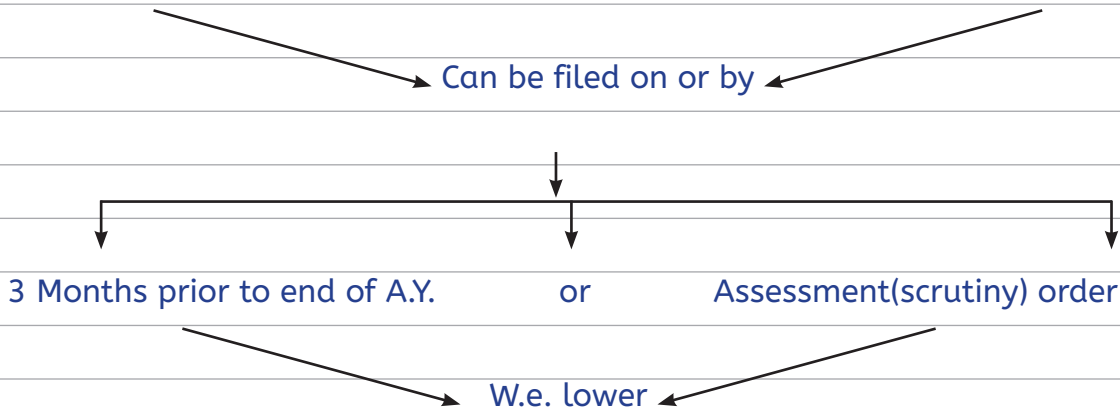 Can be filed on or by
3 Months prior to end of A.Y. or Assessment(scrutiny) order
W.e. lower